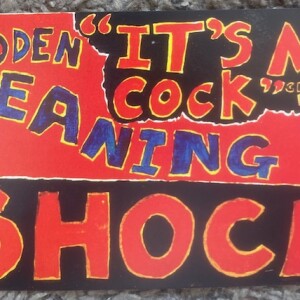 DDEN "IT'S
COCK"
EANING
SHOC